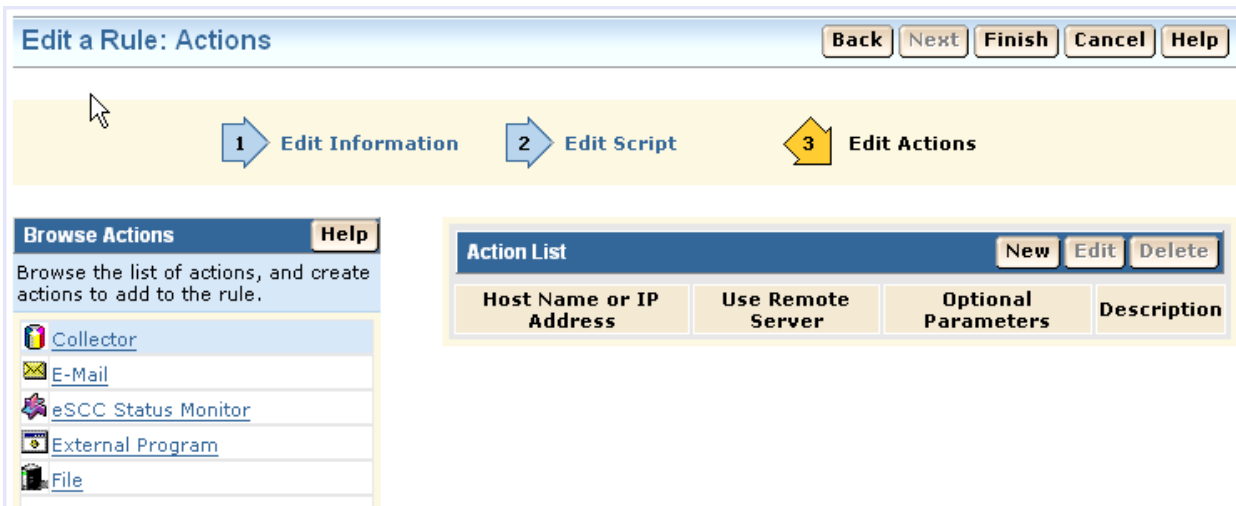 Edit a Rule: Actions
Back Next Finish Cancel Help
1 Edit Information 2 Edit Script 3 Edit Actions
Browse Actions Help
Browse the list of actions, and create
actions to add to the rule.
Collector
E-Mail
eSCC Status Monitor
External Program
File
Action List New Edit Delete
Host Name or IP
Address
Use Remote
Server
Optional
Parameters
Description